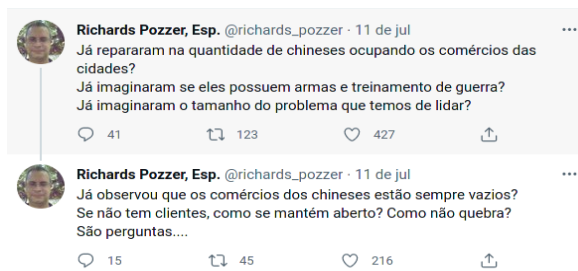 Richards Pozzer, Esp. @richards_pozzer · 11 de jul
Já repararam na quantidade de chineses ocupando os comércios das
cidades?
Já imaginaram se eles possuem armas e treinamento de guerra?
Já imaginaram o tamanho do problema que temos de lidar?
41 123 427
Richards Pozzer, Esp. @richards_pozzer · 11 de jul
Já observou que os comércios dos chineses estão sempre vazios?
Se não tem clientes, como se mantém aberto? Como não quebra?
São perguntas....
15 45 216